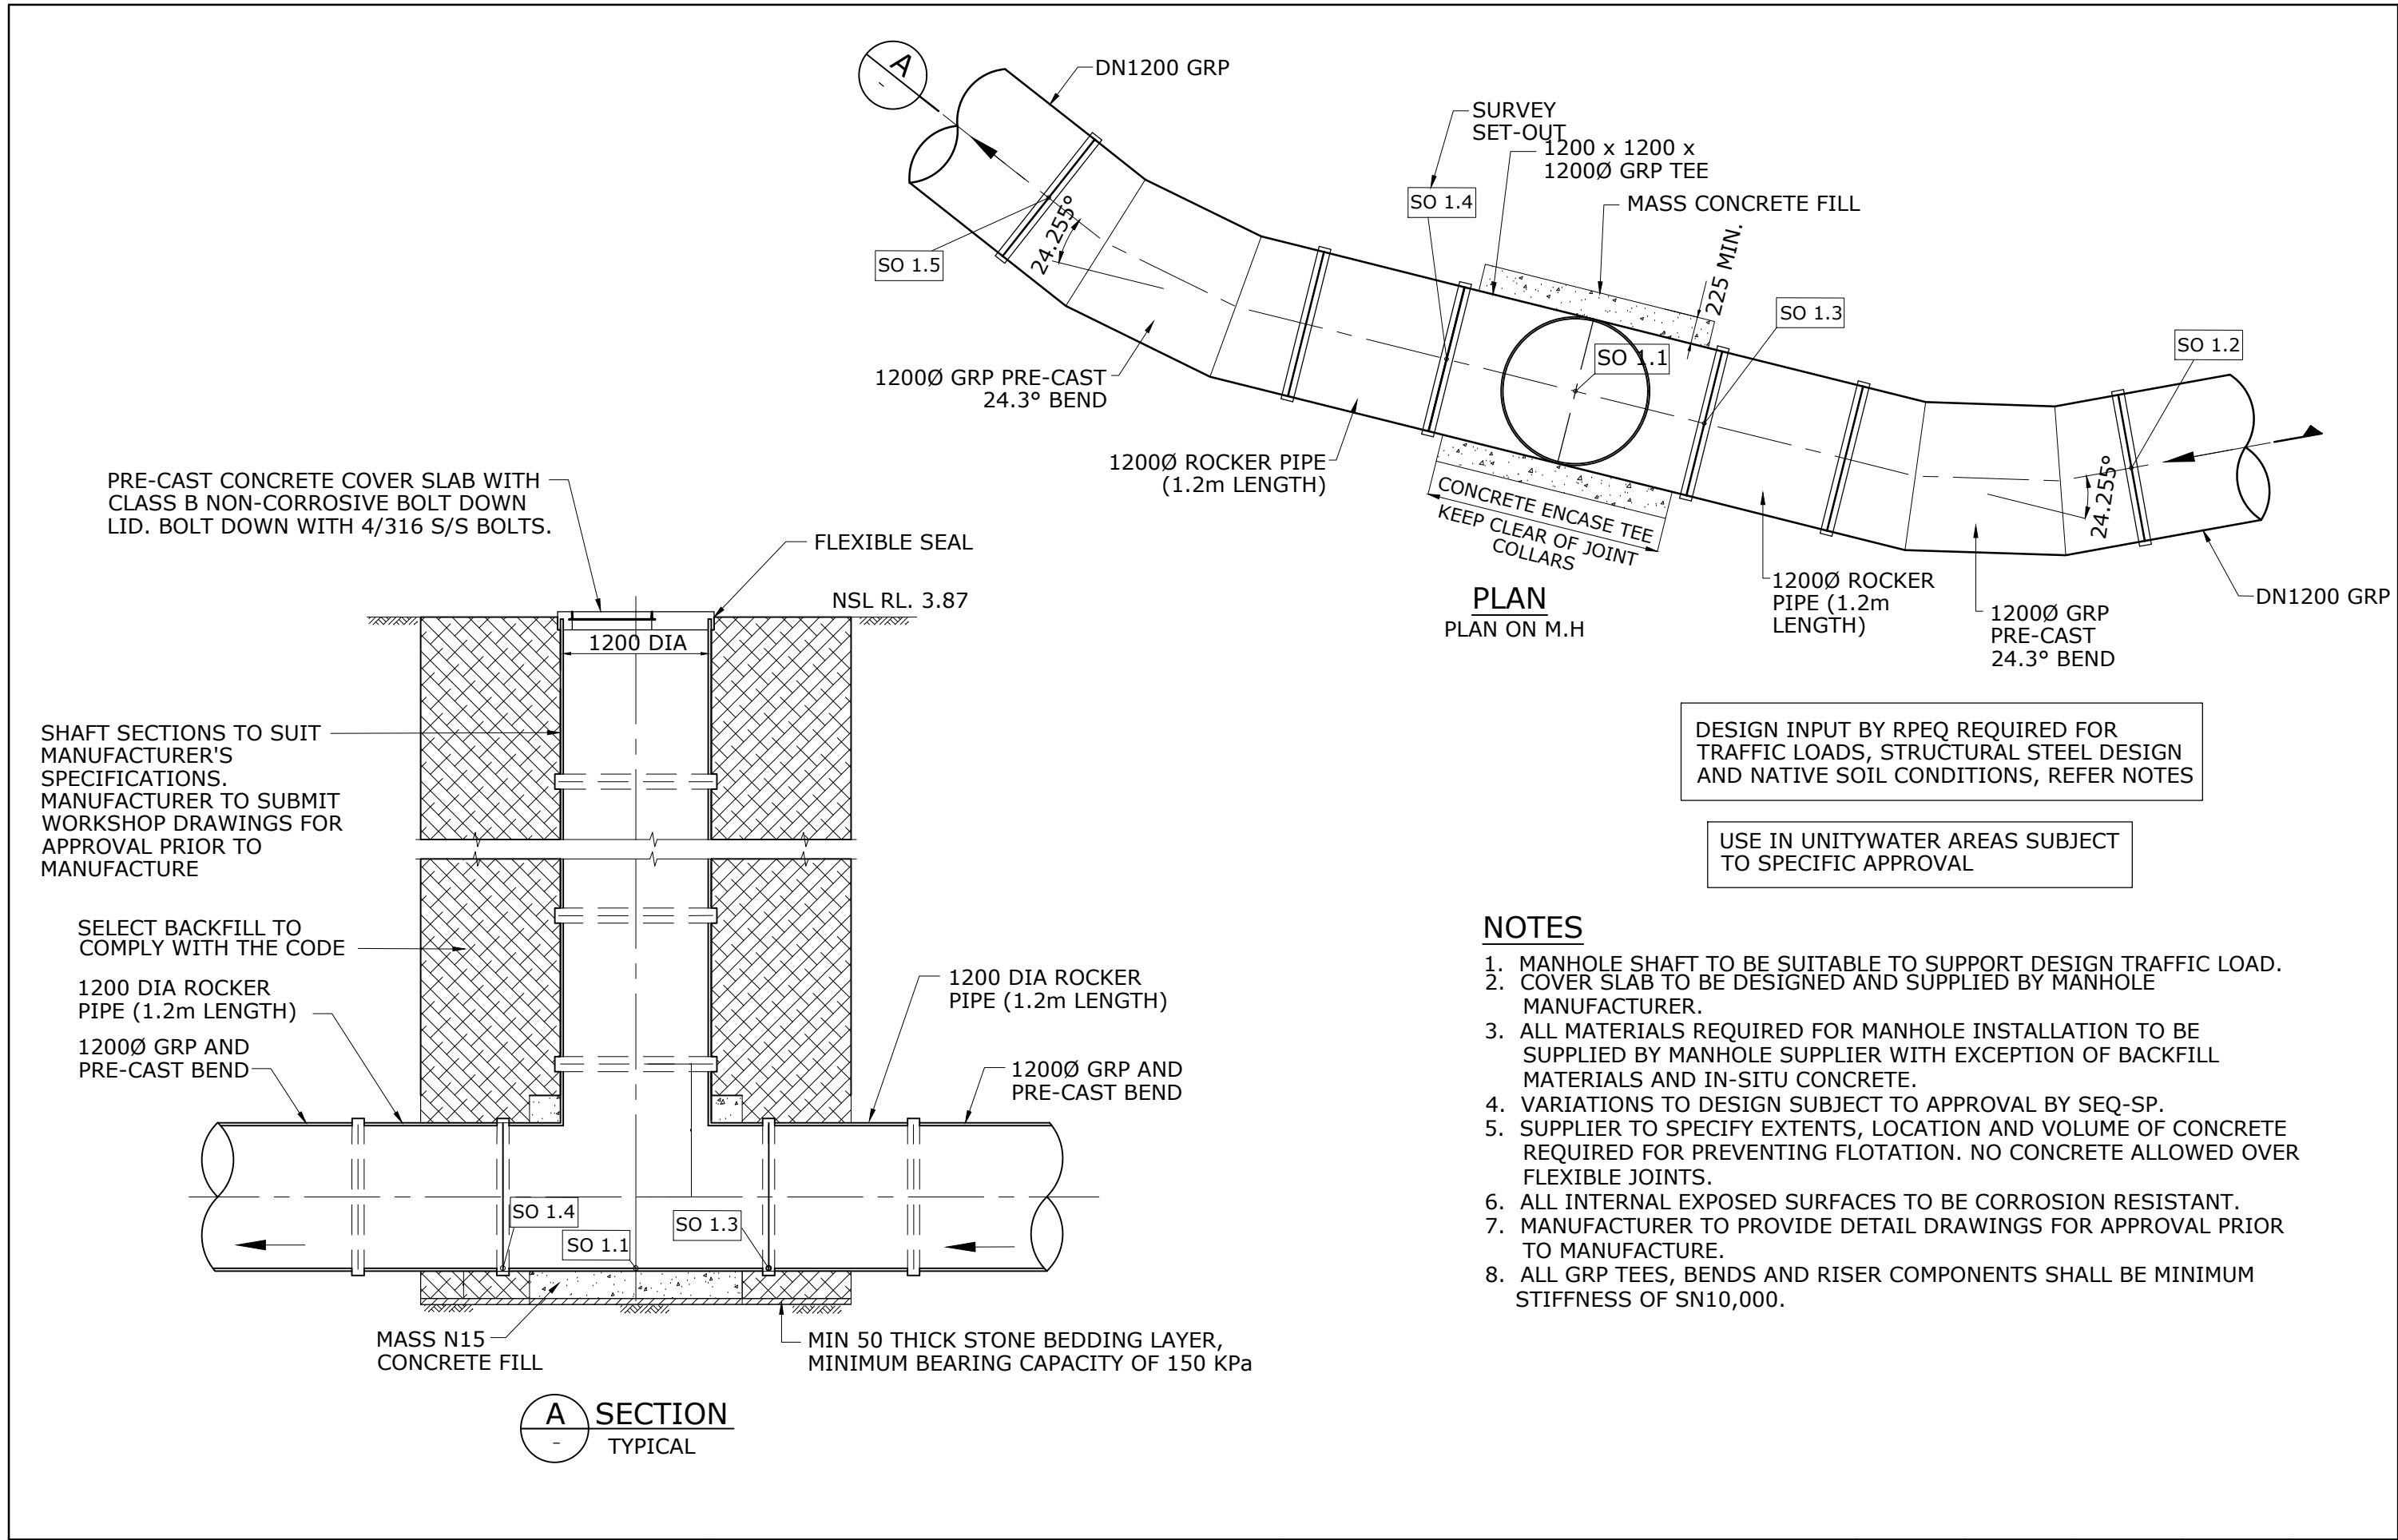 A
-
DN1200 GRP
SURVEY
SET-OUT
1200 x 1200 x
1200Ø GRP TEE
SO 1.4
MASS CONCRETE FILL
24.255°
SO 1.5
225 MIN.
SO 1.3
SO 1.2
SO 1.1
1200Ø GRP PRE-CAST
24.3° BEND
1200Ø ROCKER PIPE
(1.2m LENGTH)
CONCRETE ENCASE TEE
KEEP CLEAR OF JOINT
COLLARS
24.255°
1200Ø ROCKER
PIPE (1.2m
LENGTH)
1200Ø GRP
PRE-CAST
24.3° BEND
DN1200 GRP
PLAN
PLAN ON M.H
PRE-CAST CONCRETE COVER SLAB WITH
CLASS B NON-CORROSIVE BOLT DOWN
LID. BOLT DOWN WITH 4/316 S/S BOLTS.
FLEXIBLE SEAL
NSL RL. 3.87
1200 DIA
SHAFT SECTIONS TO SUIT
MANUFACTURER'S
SPECIFICATIONS.
MANUFACTURER TO SUBMIT
WORKSHOP DRAWINGS FOR
APPROVAL PRIOR TO
MANUFACTURE
SELECT BACKFILL TO
COMPLY WITH THE CODE
1200 DIA ROCKER
PIPE (1.2m LENGTH)
1200Ø GRP AND
PRE-CAST BEND
1200 DIA ROCKER
PIPE (1.2m LENGTH)
1200Ø GRP AND
PRE-CAST BEND
SO 1.4
SO 1.1
SO 1.3
MASS N15
CONCRETE FILL
MIN 50 THICK STONE BEDDING LAYER,
MINIMUM BEARING CAPACITY OF 150 KPa
A
-
SECTION
TYPICAL
DESIGN INPUT BY RPEQ REQUIRED FOR
TRAFFIC LOADS, STRUCTURAL STEEL DESIGN
AND NATIVE SOIL CONDITIONS, REFER NOTES
USE IN UNITYWATER AREAS SUBJECT
TO SPECIFIC APPROVAL
NOTES
1. MANHOLE SHAFT TO BE SUITABLE TO SUPPORT DESIGN TRAFFIC LOAD.
2. COVER SLAB TO BE DESIGNED AND SUPPLIED BY MANHOLE
MANUFACTURER.
3. ALL MATERIALS REQUIRED FOR MANHOLE INSTALLATION TO BE
SUPPLIED BY MANHOLE SUPPLIER WITH EXCEPTION OF BACKFILL
MATERIALS AND IN-SITU CONCRETE.
4. VARIATIONS TO DESIGN SUBJECT TO APPROVAL BY SEQ-SP.
5. SUPPLIER TO SPECIFY EXTENTS, LOCATION AND VOLUME OF CONCRETE
REQUIRED FOR PREVENTING FLOTATION. NO CONCRETE ALLOWED OVER
FLEXIBLE JOINTS.
6. ALL INTERNAL EXPOSED SURFACES TO BE CORROSION RESISTANT.
7. MANUFACTURER TO PROVIDE DETAIL DRAWINGS FOR APPROVAL PRIOR
TO MANUFACTURE.
8. ALL GRP TEES, BENDS AND RISER COMPONENTS SHALL BE MINIMUM
STIFFNESS OF SN10,000.